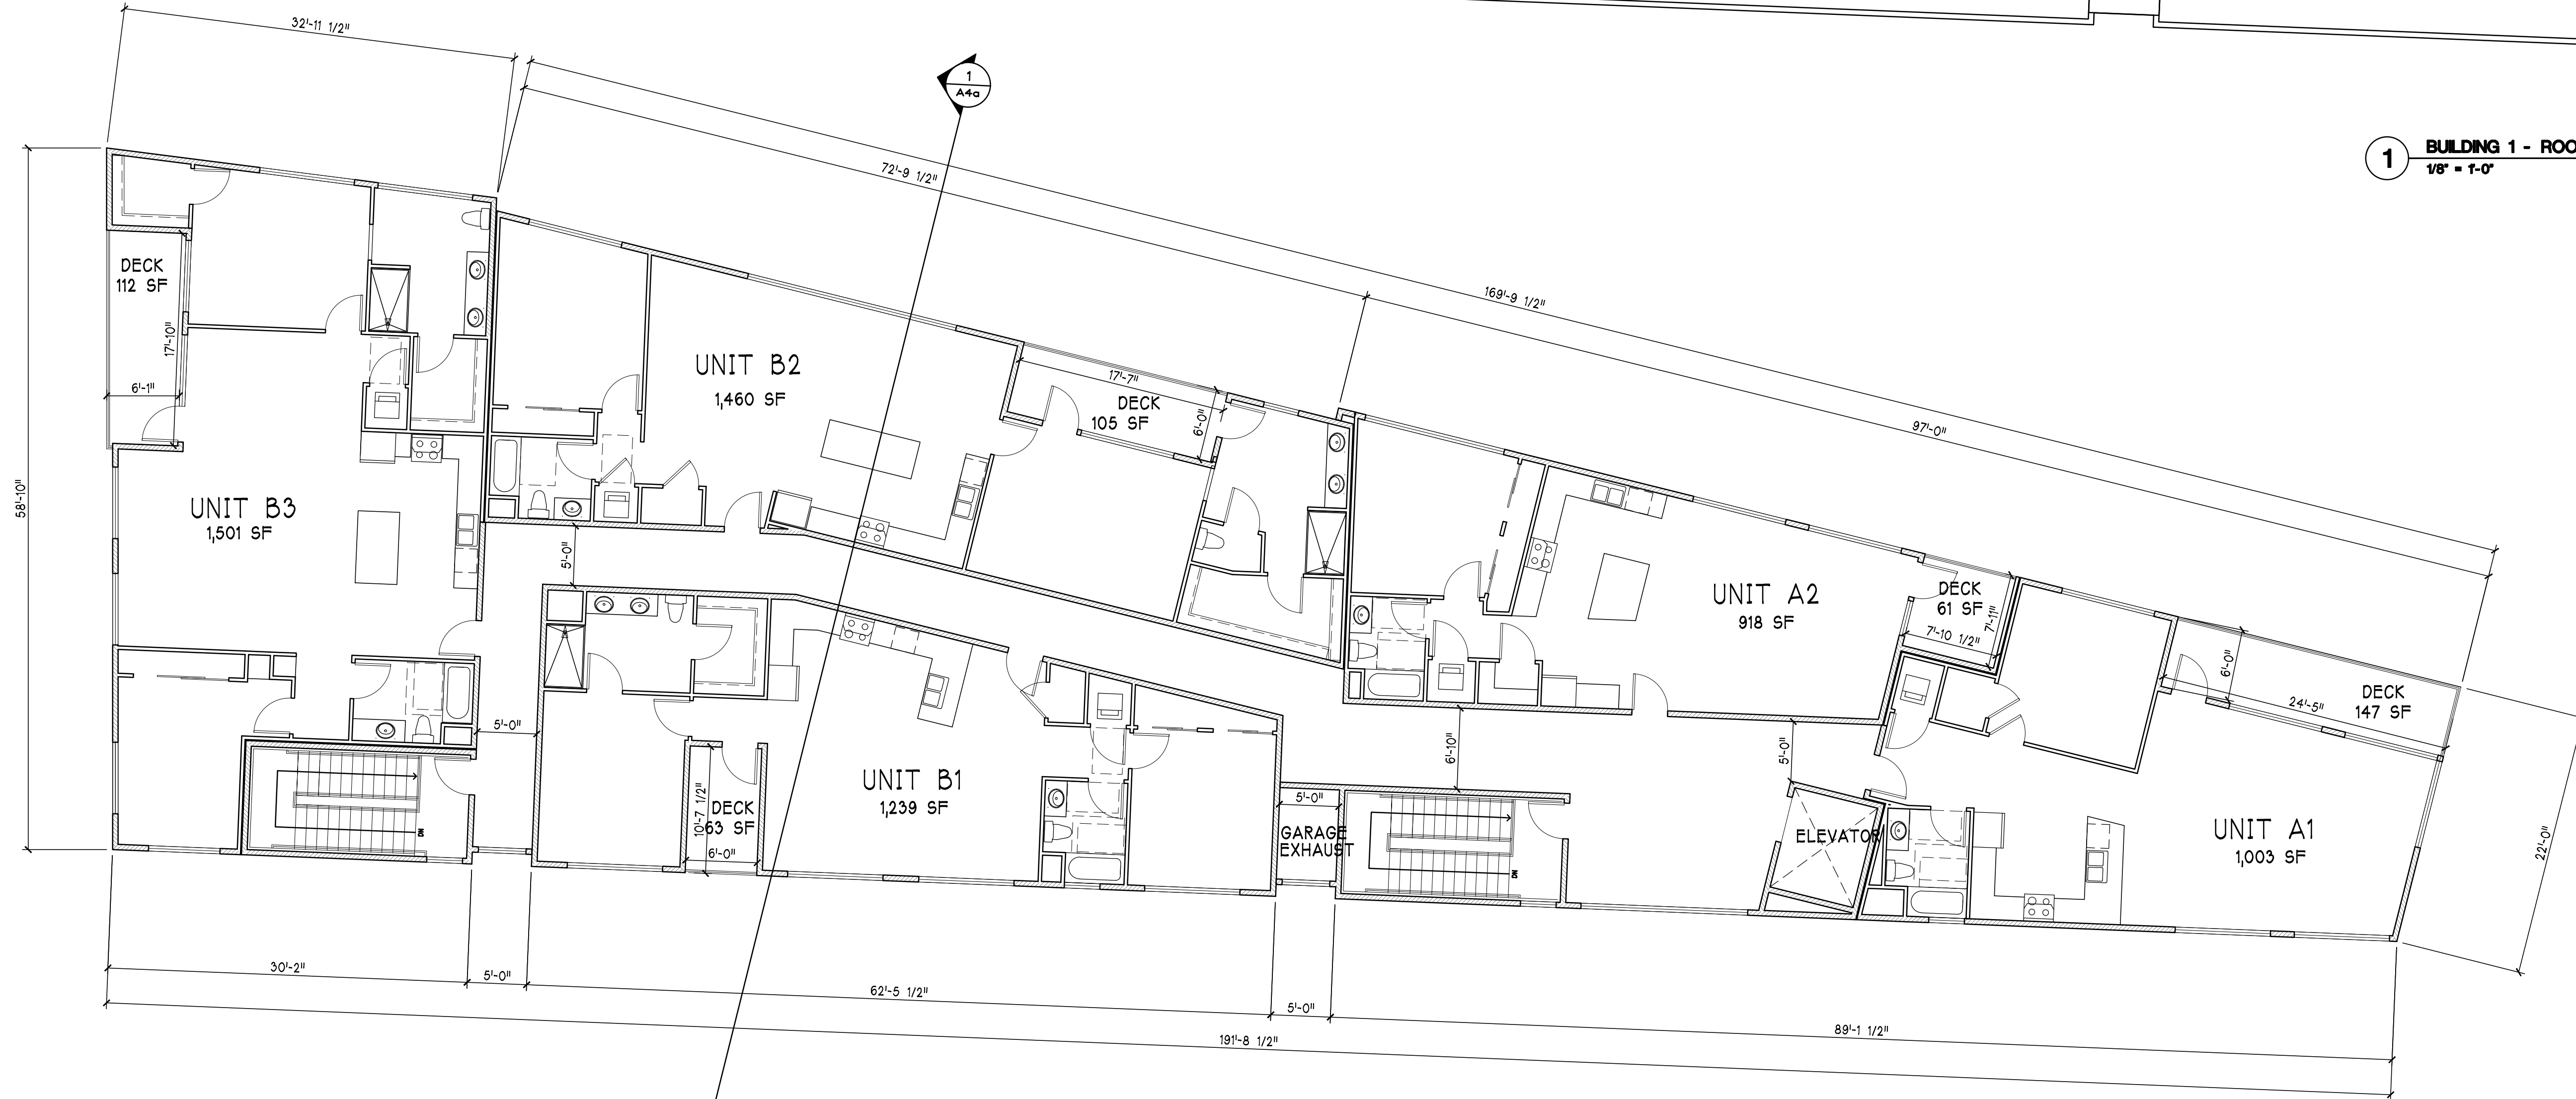 32'-11 1/2"
1
A4a
72'-9 1/2"
169'-9 1/2"
97'-0"
1
BUILDING 1 - ROO
1/8" = 1'-0"
58'-10"
DECK
112 SF
17'-10"
6'-1"
UNIT B3
1,501 SF
UNIT B2
1,460 SF
17'-7"
DECK
105 SF
6'-0"
5'-0"
UNIT A2
918 SF
DECK
61 SF
7'-11"
7'-10 1/2"
6'-0"
DECK
147 SF
24'-5"
5'-0"
DN
10'-7 1/2"
DECK
63 SF
6'-0"
UNIT B1
1,239 SF
6'-10"
5'-0"
5'-0"
GARAGE
EXHAUST
DN
ELEVATOR
UNIT A1
1,003 SF
22'-0"
30'-2"
5'-0"
62'-5 1/2"
5'-0"
89'-1 1/2"
191'-8 1/2"